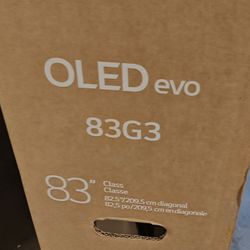 OLED evo
83G3
83" Class
Classe
82.5"/209.5 cm diagonal
82,5 po/209,5 cm en diagonale